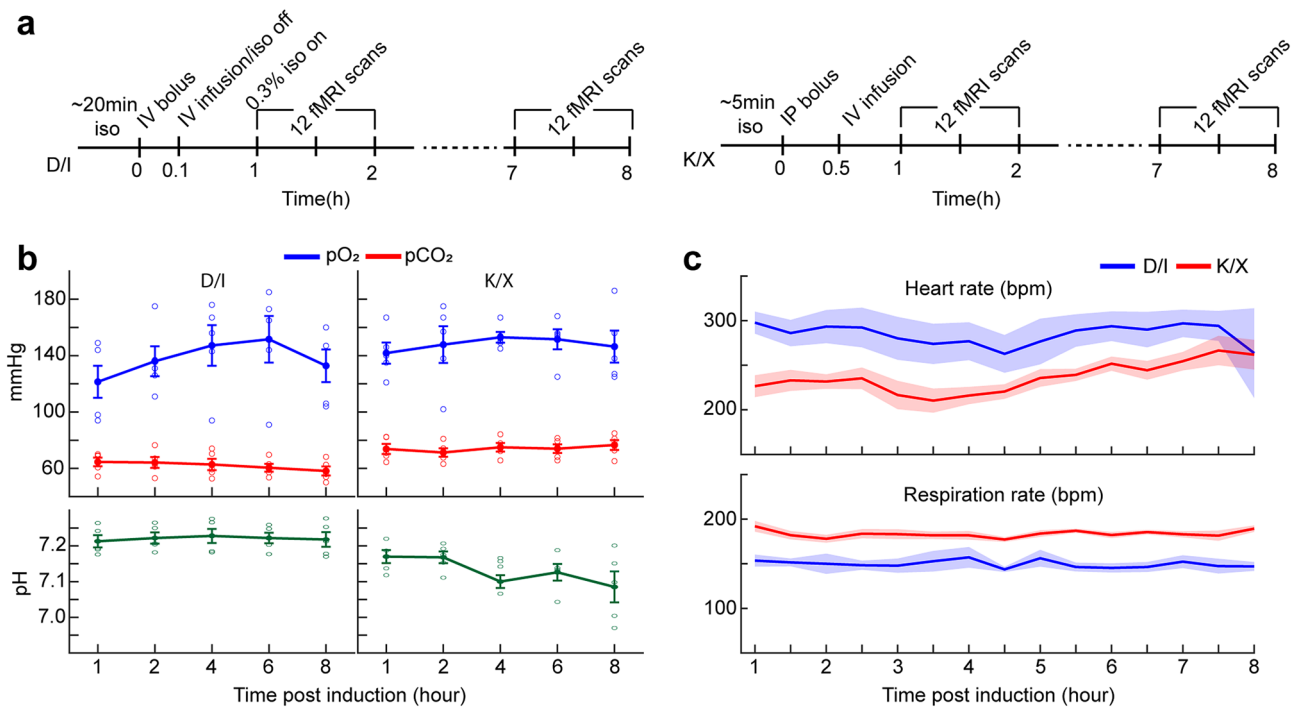 a
~20min iso
IV bolus
IV infusion/iso off
0.3% iso on
12 fMRI scans
12 fMRI scans
D/I
0 0.1 1 2 7 8
Time(h)
~5min iso
IP bolus
IV infusion
12 fMRI scans
12 fMRI scans
K/X
0 0.5 1 2 7 8
Time(h)
b
pO₂ pCO₂
D/I K/X
mmHg
180
140
100
60
pH
7.2
7.1
7.0
1 2 4 6 8 1 2 4 6 8
Time post induction (hour)
c
D/I K/X
Heart rate (bpm)
300
200
Respiration rate (bpm)
200
100
1 2 3 4 5 6 7 8
Time post induction (hour)